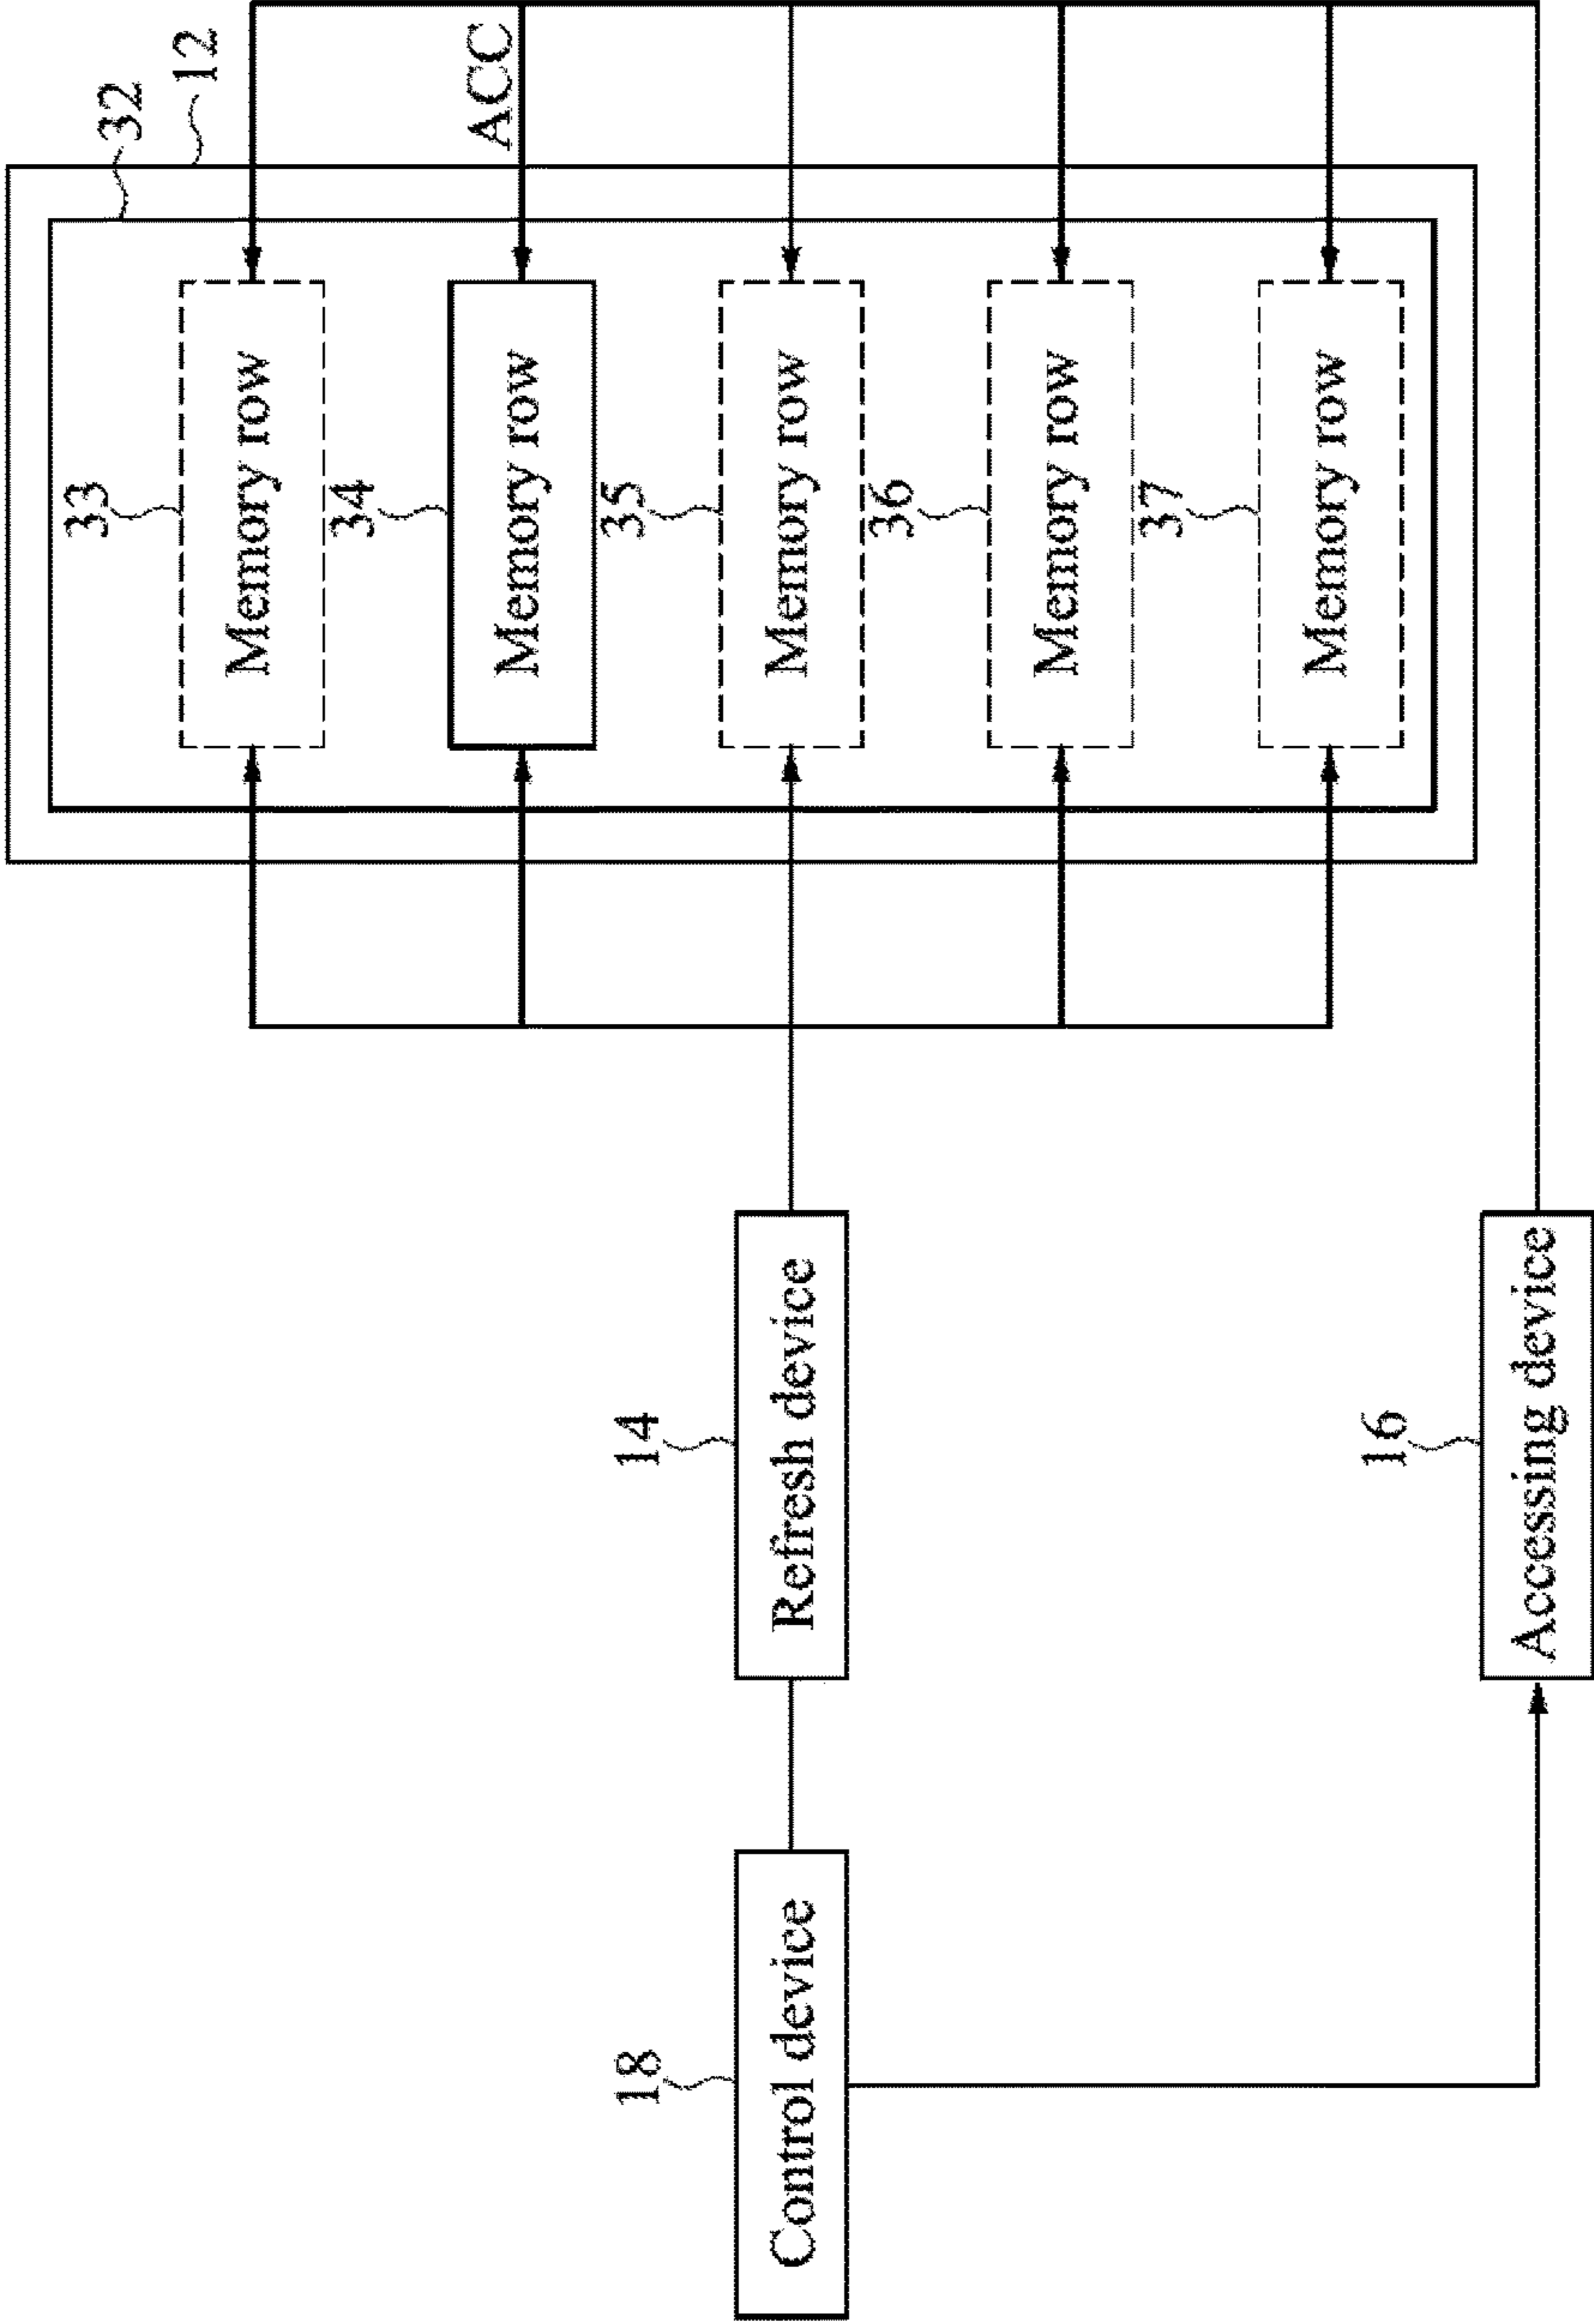 12
32
ACC
33
Memory row
34
Memory row
35
Memory row
36
Memory row
37
Memory row
14
Refresh device
18
Control device
16
Accessing device